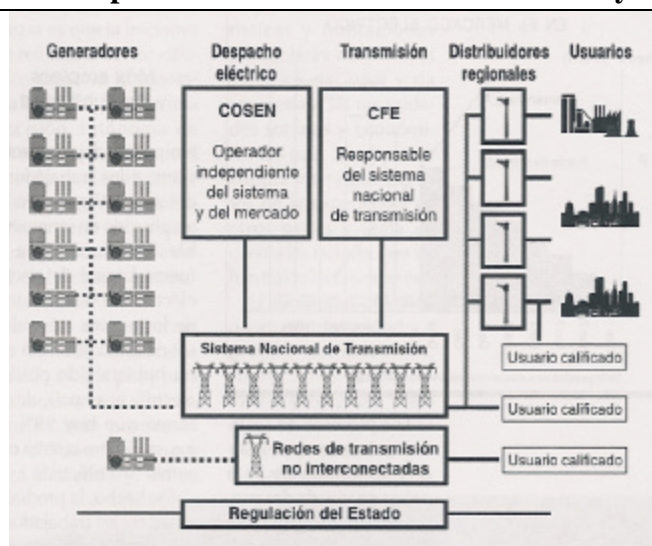 Generadores
Despacho
eléctrico
Transmisión
Distribuidores
regionales
Usuarios
COSEN
Operador
independiente
del sistema
y del mercado
CFE
Responsable
del sistema
nacional
de transmisión
Sistema Nacional de Transmisión
Usuario calificado
Usuario calificado
Redes de transmisión
no interconectadas
Usuario calificado
Regulación del Estado